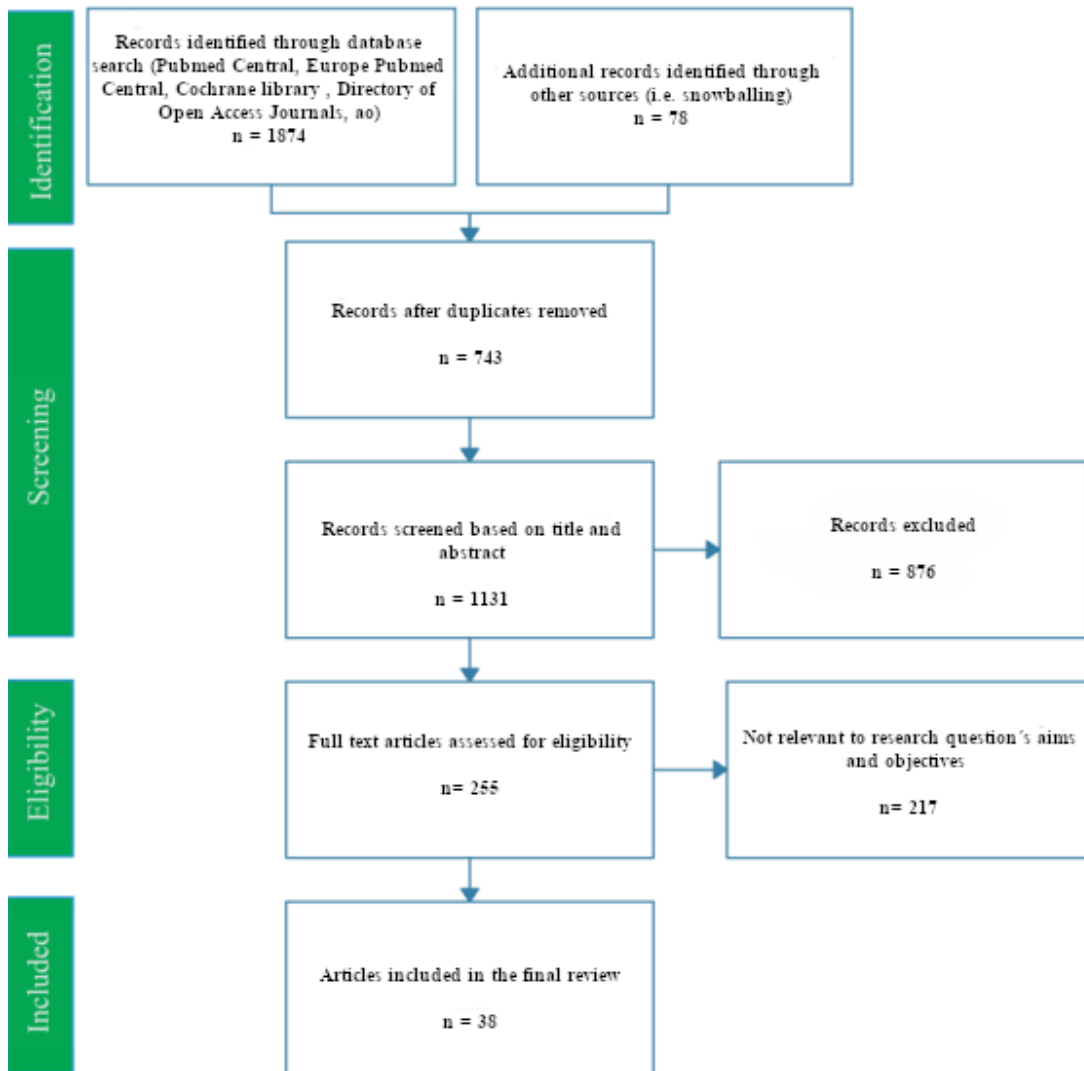 Identification
Records identified through database
search (Pubmed Central, Europe Pubmed
Central, Cochrane library , Directory of
Open Access Journals, ao)
n = 1874
Additional records identified through
other sources (i.e. snowballing)
n = 78
Screening
Records after duplicates removed
n = 743
Records screened based on title and
abstract
n = 1131
Records excluded
n = 876
Eligibility
Full text articles assessed for eligibility
n= 255
Not relevant to research question´s aims
and objectives
n= 217
Included
Articles included in the final review
n = 38